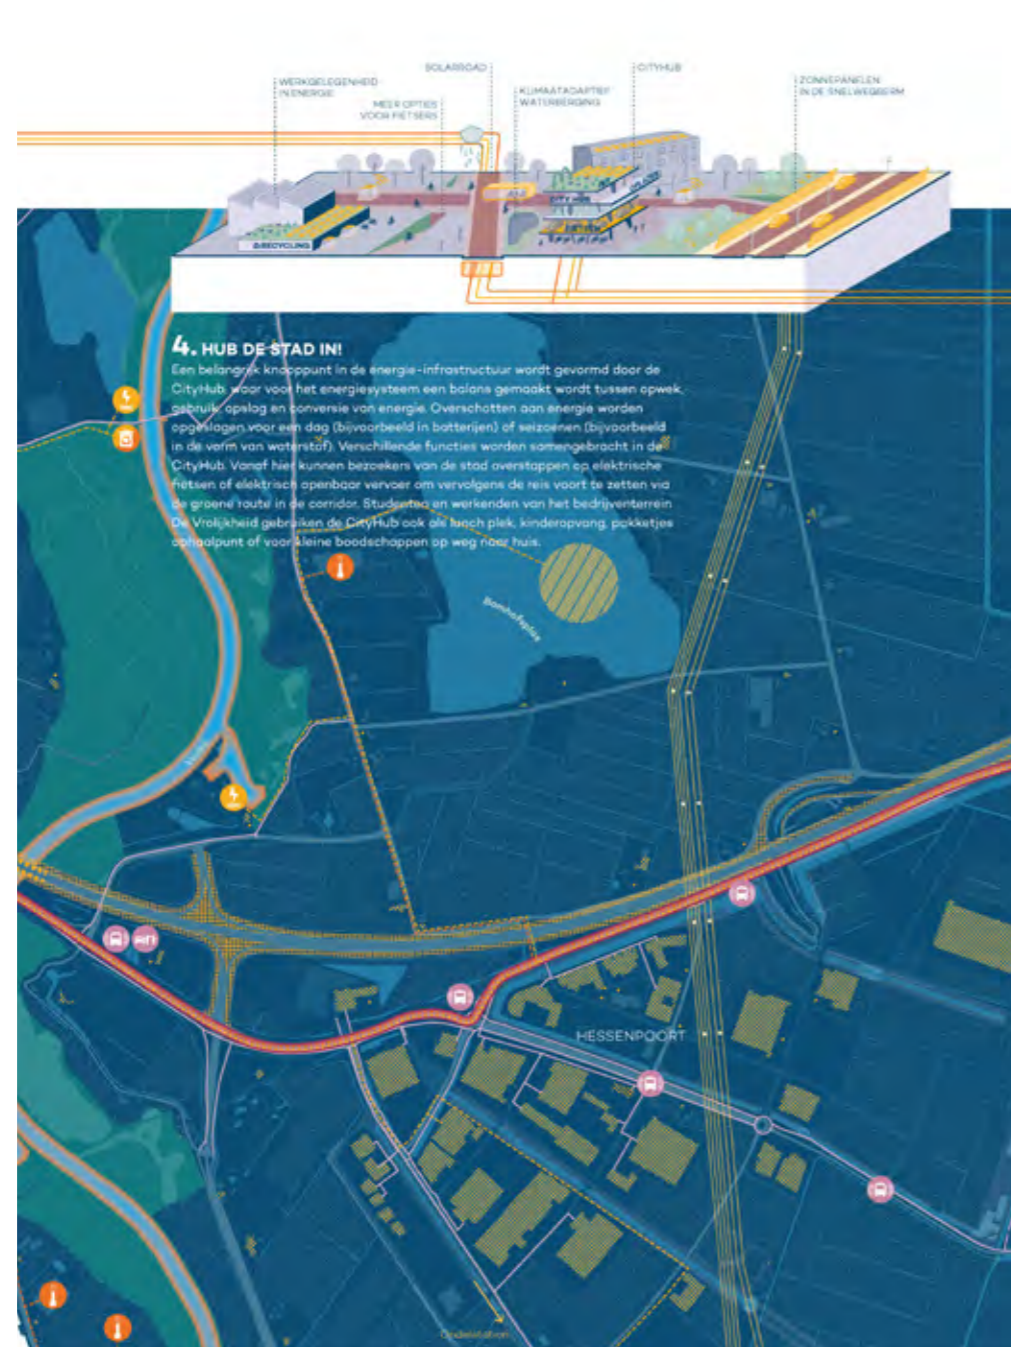 SOLARROAD
CITYHUB
WERKGELEGENHEID
IN ENERGIE
KLIMAATADAPTIEF
WATERBERGING
ZONNEPANELEN
IN DE SNELWEGBERM
MEER OPTIES
VOOR FIETSERS
CITY HUB
RECYCLING
4. HUB DE STAD IN!
Een belangrijk knooppunt in de energie-infrastructuur wordt gevormd door de
CityHub, waar voor het energiesysteem een balans gemaakt wordt tussen opwek,
gebruik, opslag en conversie van energie. Overschotten aan energie worden
opgeslagen voor een dag (bijvoorbeeld in batterijen) of seizoenen (bijvoorbeeld
in de vorm van waterstof). Verschillende functies worden samengebracht in de
CityHub. Vanaf hier kunnen bezoekers van de stad overstappen op elektrische
fietsen of elektrisch openbaar vervoer om vervolgens de reis voort te zetten via
de groene route in de corridor. Studenten en werkenden van het bedrijventerrein
De Vrolijkheid gebruiken de CityHub ook als lunch plek, kinderopvang, pakketjes
ophaalpunt of voor kleine boodschappen op weg naar huis.
Bomhofsplas
HESSENPOORT
Onderstation